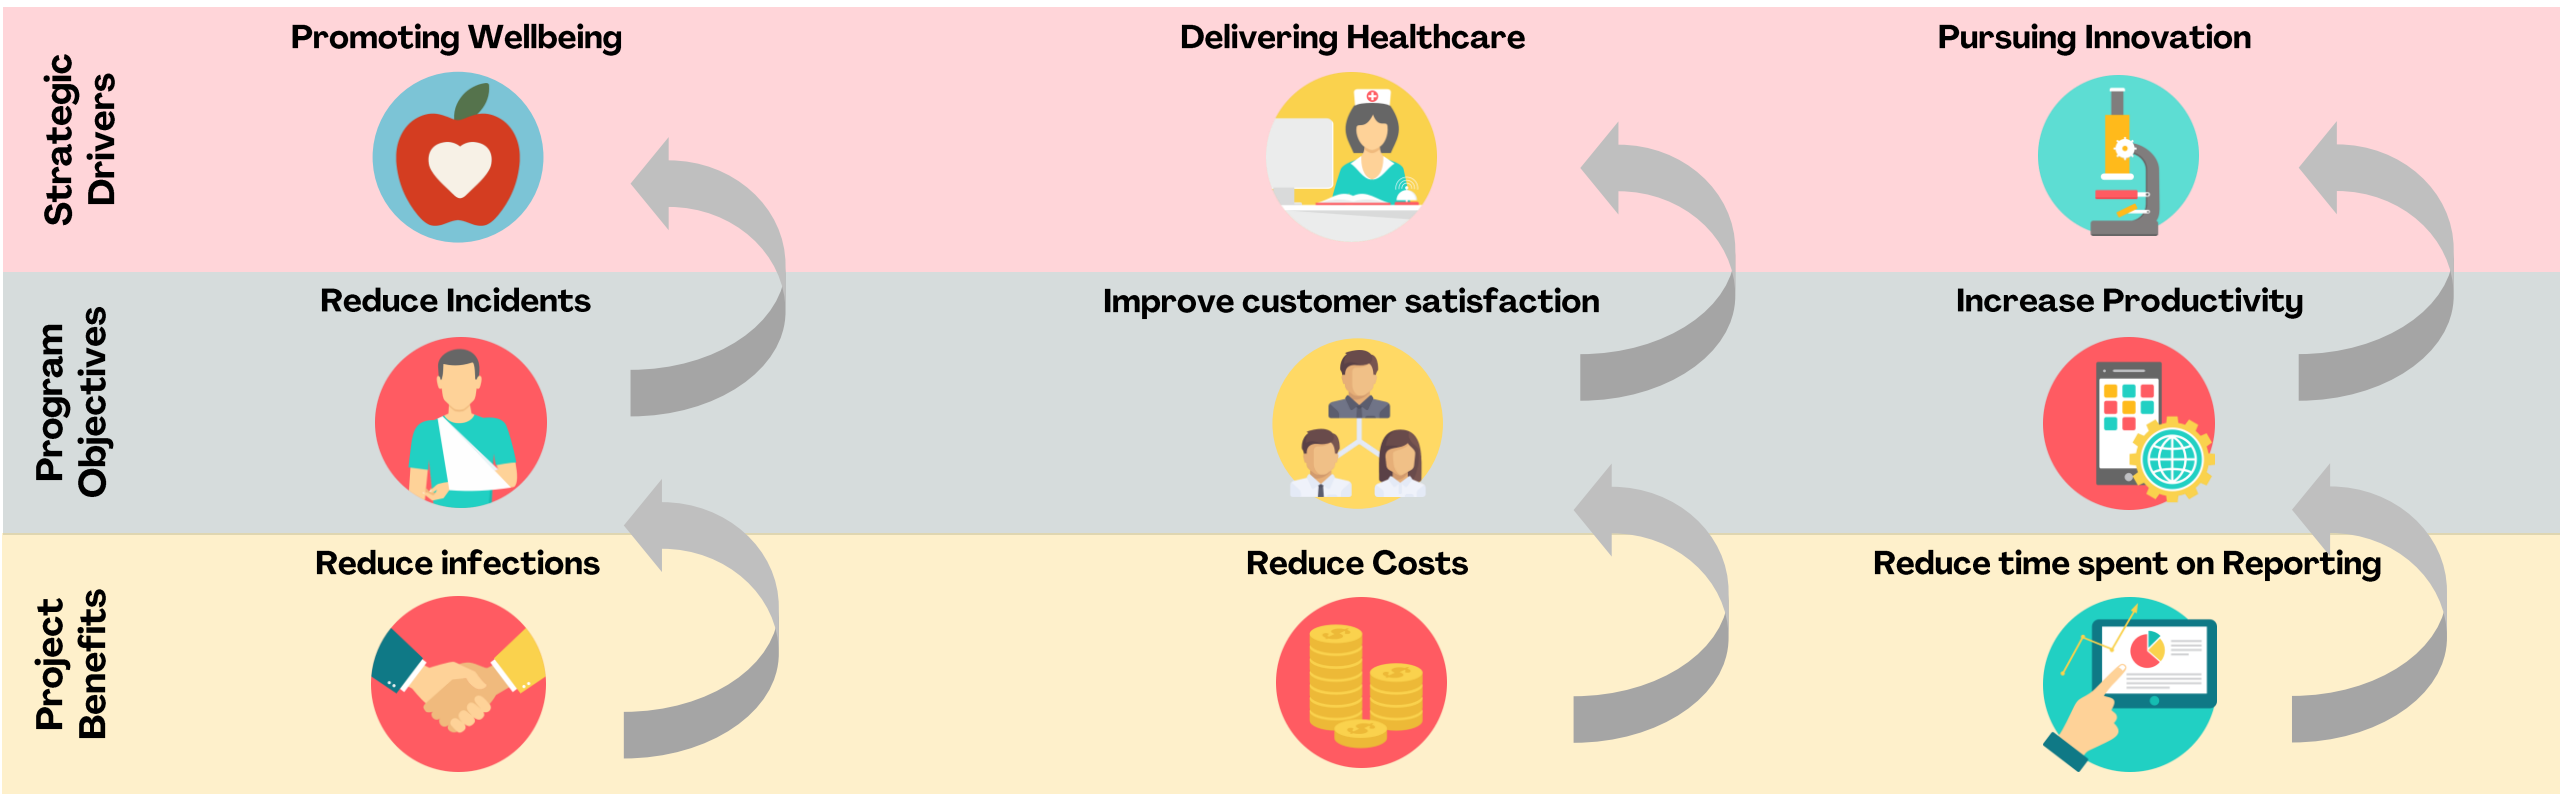 Strategic
Drivers
Promoting Wellbeing
Delivering Healthcare
Pursuing Innovation
Program
Objectives
Reduce Incidents
Improve customer satisfaction
Increase Productivity
Project
Benefits
Reduce infections
Reduce Costs
Reduce time spent on Reporting